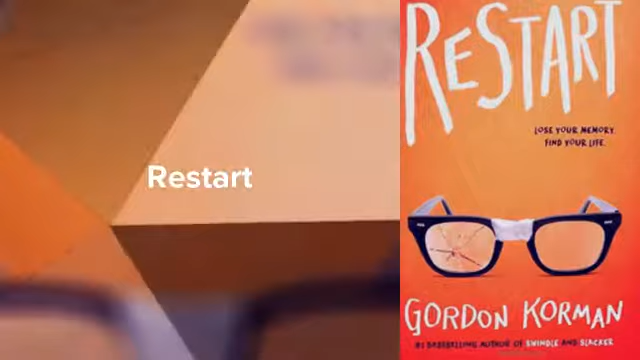 Restart
RESTART
LOSE YOUR MEMORY.
FIND YOUR LIFE.
GORDON KORMAN
#1 BESTSELLING AUTHOR OF SWINDLE AND SLACKER